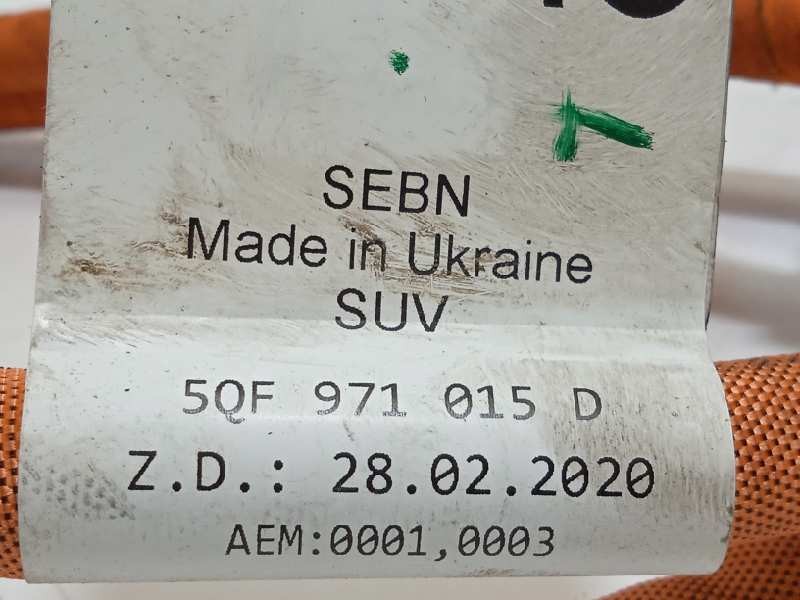 SEBN
Made in Ukraine
SUV
5QF 971 015 D
Z.D.: 28.02.2020
AEM:0001,0003